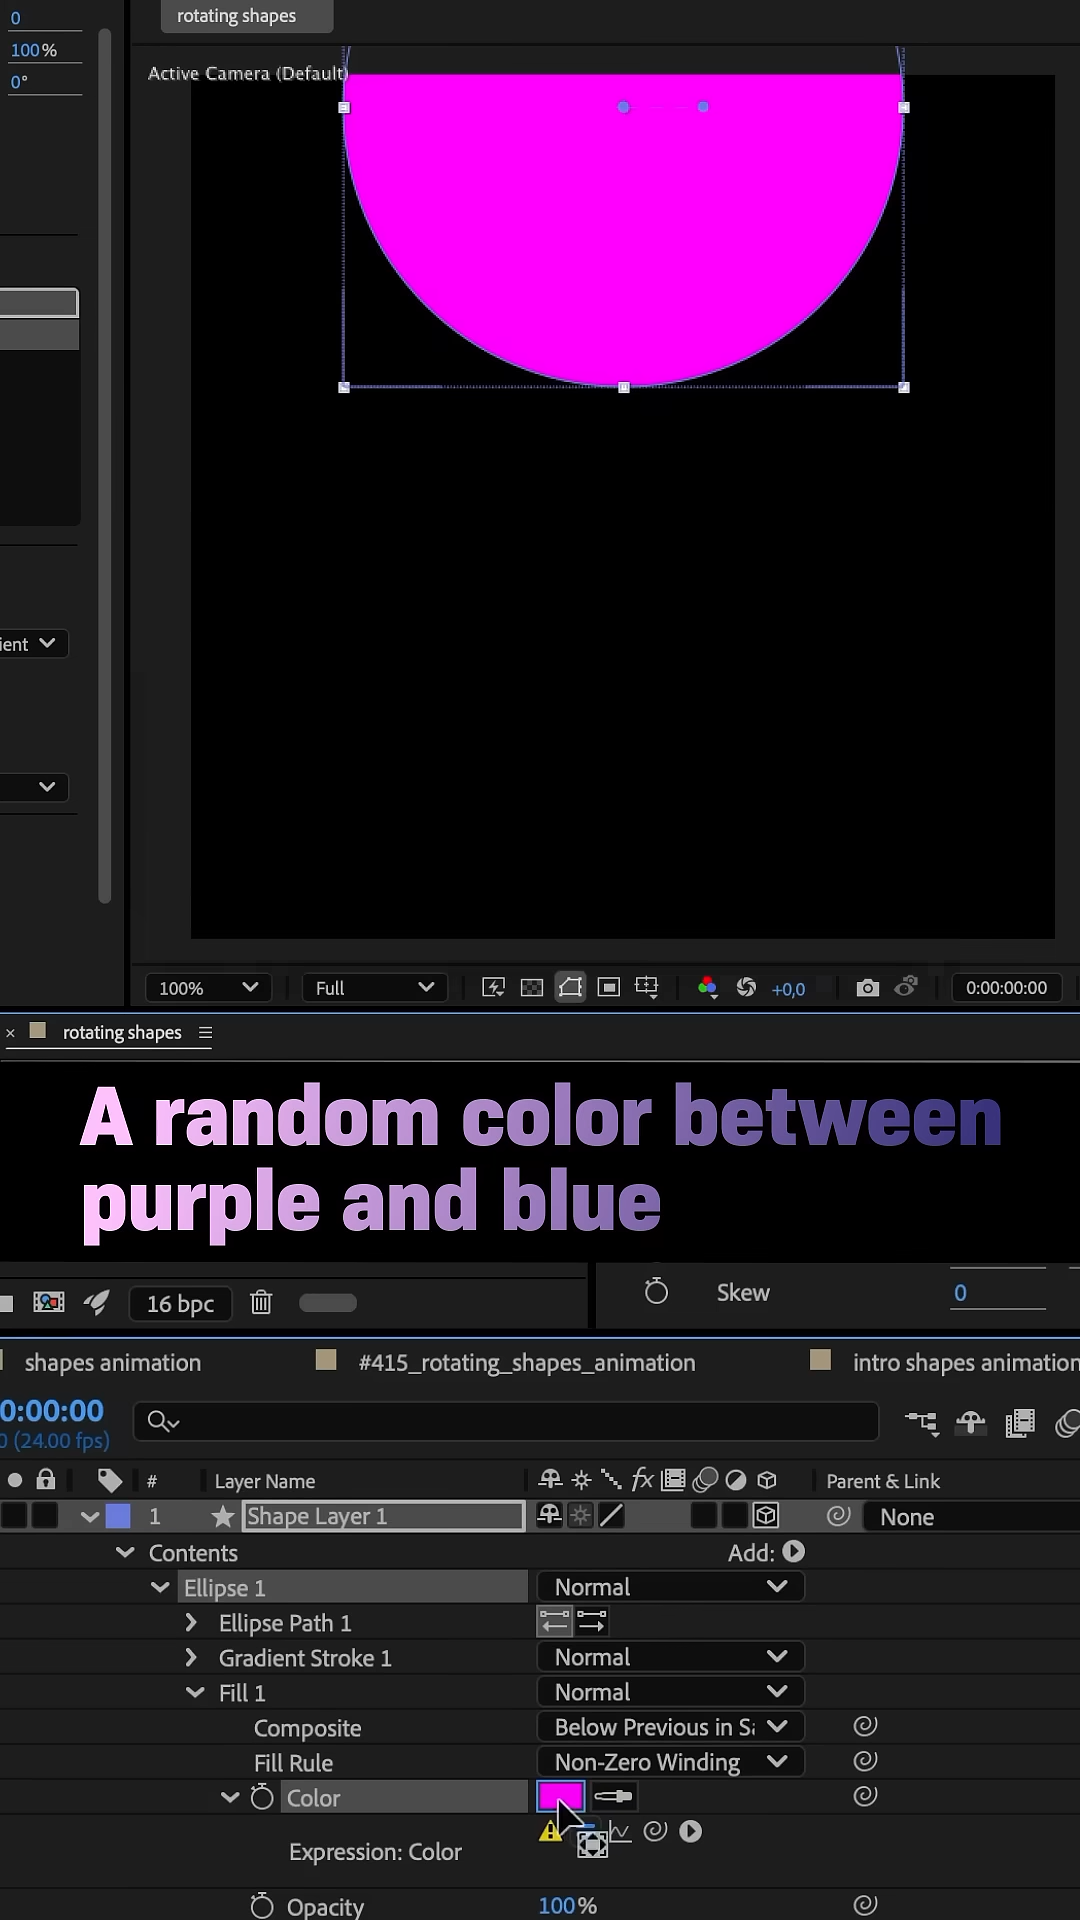 0
100%
0°
rotating shapes
Active Camera (Default)
ient
100%
Full
+0,0
0:00:00:00
× rotating shapes
A random color between
purple and blue
16 bpc
Skew 0
shapes animation
#415_rotating_shapes_animation
intro shapes animation
0:00:00
0 (24.00 fps)
# Layer Name fx Parent & Link
1 Shape Layer 1 None
Contents Add:
Ellipse 1 Normal
Ellipse Path 1
Gradient Stroke 1 Normal
Fill 1 Normal
Composite Below Previous in Sa
Fill Rule Non-Zero Winding
Color
Expression: Color
Opacity 100%